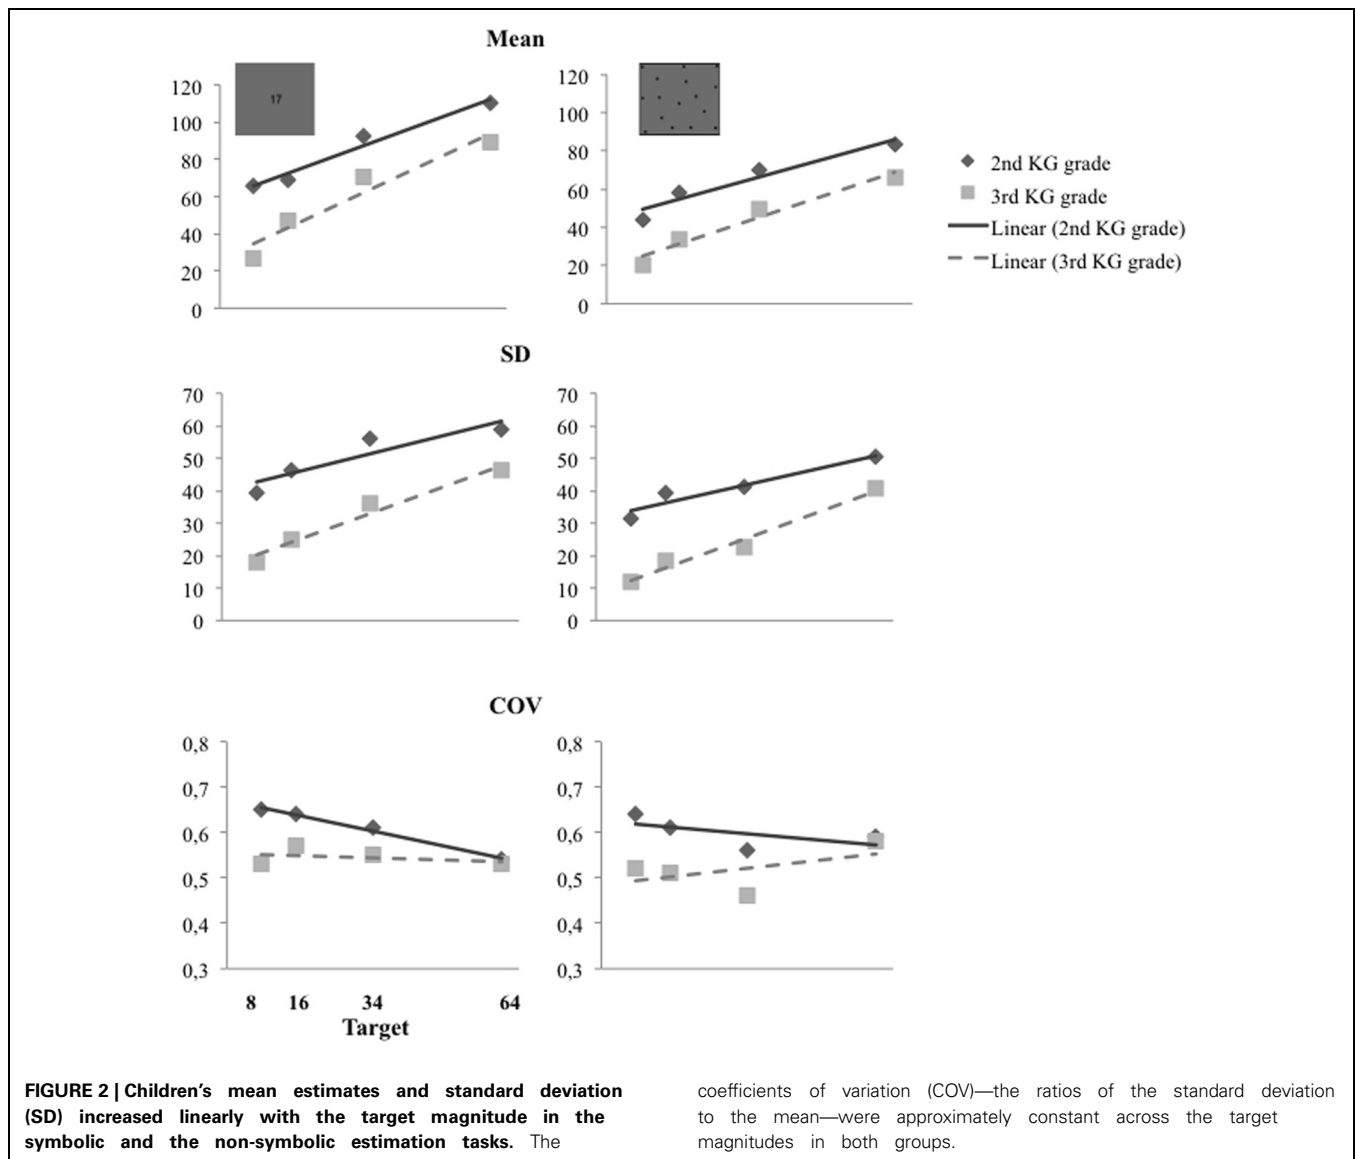 Mean
120
100
80
60
40
20
0
17
120
100
80
60
40
20
0
2nd KG grade
3rd KG grade
Linear (2nd KG grade)
Linear (3rd KG grade)
SD
70
60
50
40
30
20
10
0
70
60
50
40
30
20
10
0
COV
0,8
0,7
0,6
0,5
0,4
0,3
8 16 34 64
Target
0,8
0,7
0,6
0,5
0,4
0,3
FIGURE 2 | Children's mean estimates and standard deviation
(SD) increased linearly with the target magnitude in the
symbolic and the non-symbolic estimation tasks. The
coefficients of variation (COV)—the ratios of the standard deviation
to the mean—were approximately constant across the target
magnitudes in both groups.